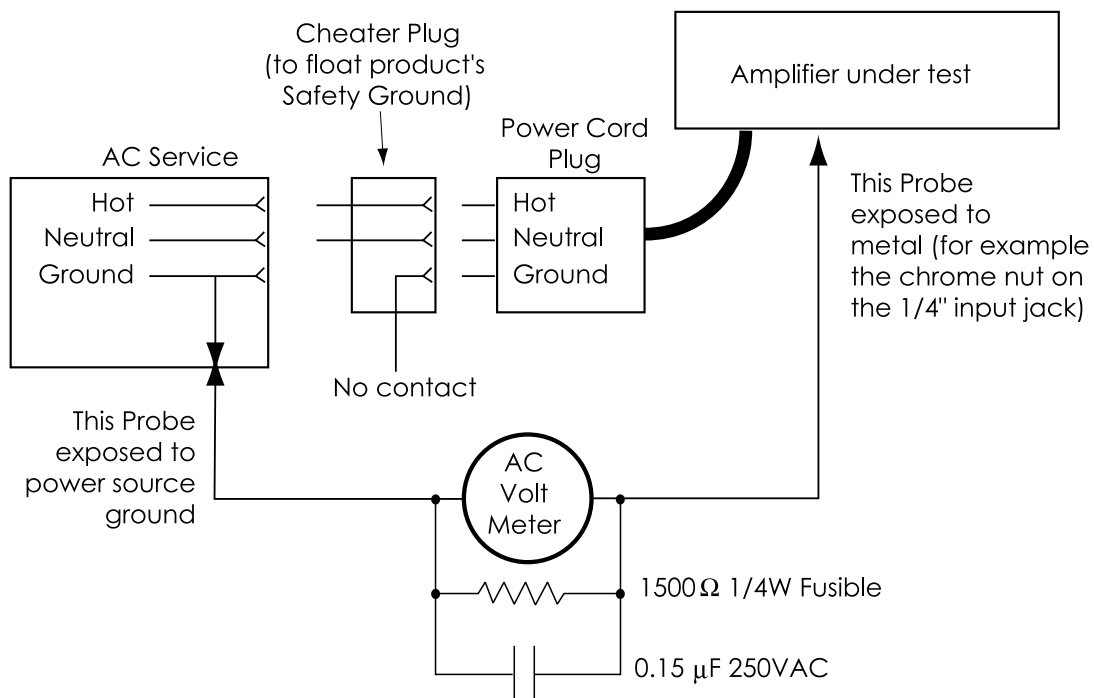 Cheater Plug
(to float product's
Safety Ground)
Amplifier under test
Power Cord
Plug
AC Service
Hot
Neutral
Ground
Hot
Neutral
Ground
This Probe
exposed to
metal (for example
the chrome nut on
the 1/4" input jack)
No contact
This Probe
exposed to
power source
ground
AC
Volt
Meter
1500 Ω 1/4W Fusible
0.15 µF 250VAC